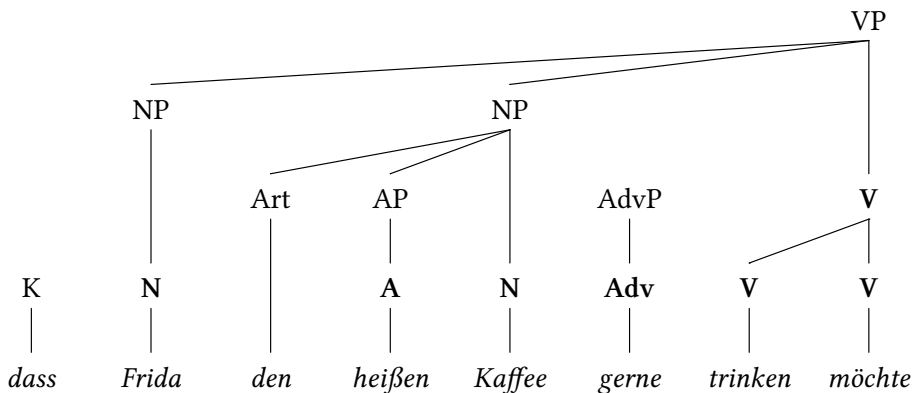 VP
NP NP
Art AP AdvP V
K N A N Adv V V
dass Frida den heißen Kaffee gerne trinken möchte